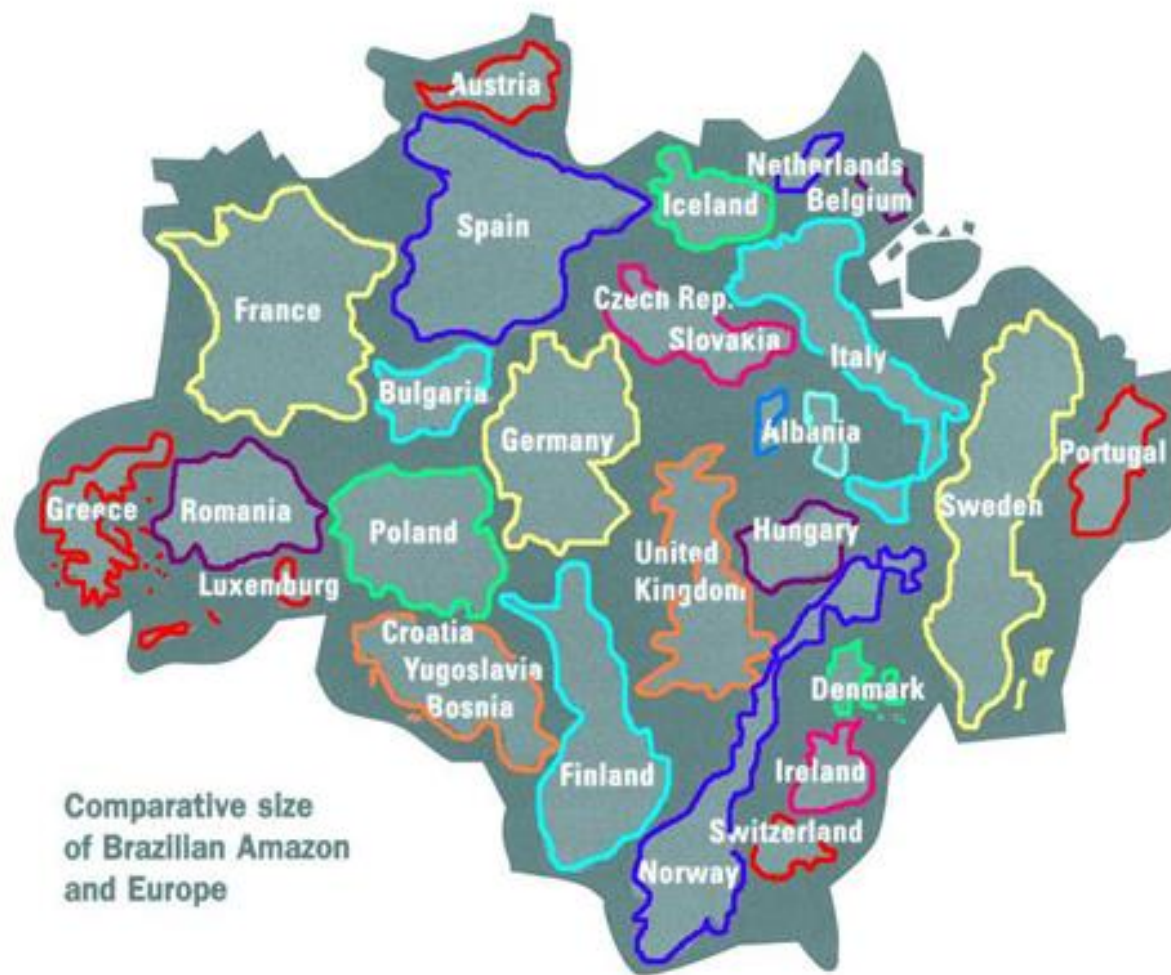 Austria
Netherlands
Belgium
Iceland
Spain
France
Czech Rep.
Slovakia
Italy
Bulgaria
Germany
Albania
Portugal
Greece
Romania
Poland
Sweden
Hungary
United
Kingdom
Luxemburg
Croatia
Yugoslavia
Bosnia
Denmark
Finland
Ireland
Switzerland
Norway
Comparative size
of Brazilian Amazon
and Europe